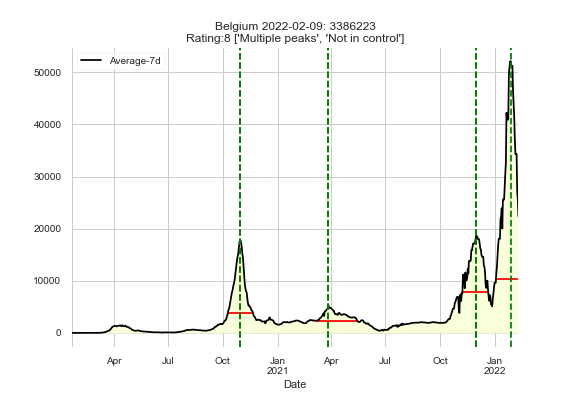 Belgium 2022-02-09: 3386223
Rating:8 ['Multiple peaks', 'Not in control']
Average-7d
50000
40000
30000
20000
10000
0
Apr Jul Oct Jan Apr Jul Oct Jan
2021 2022
Date